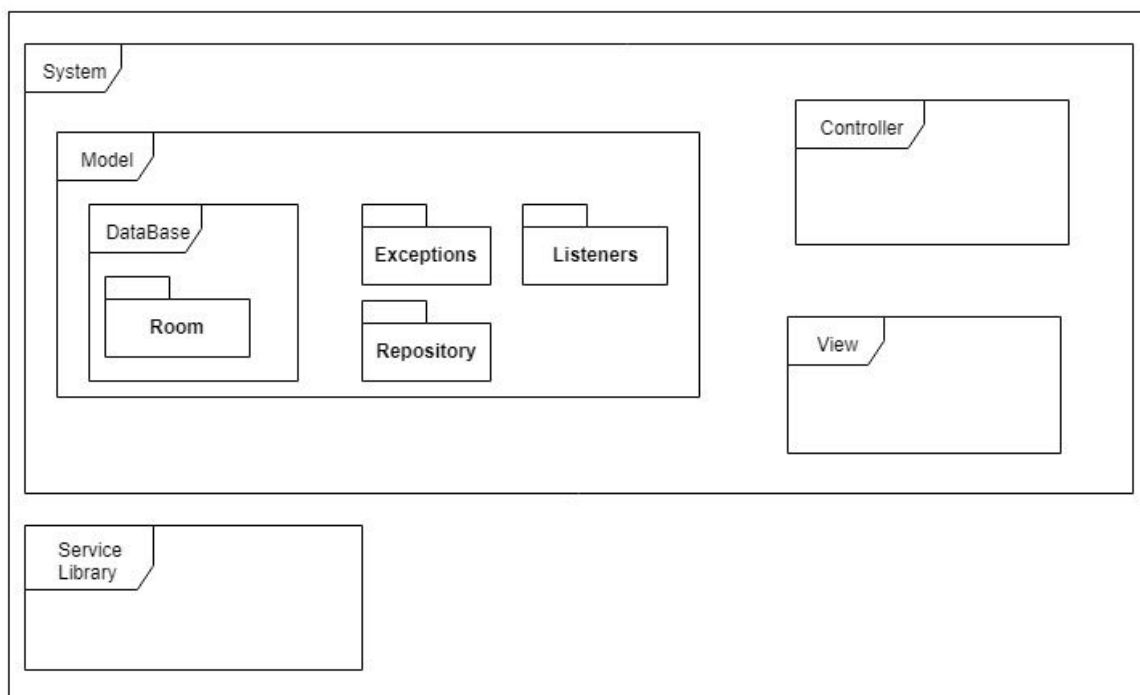 System
Controller
Model
DataBase
Exceptions
Listeners
Room
Repository
View
Service
Library